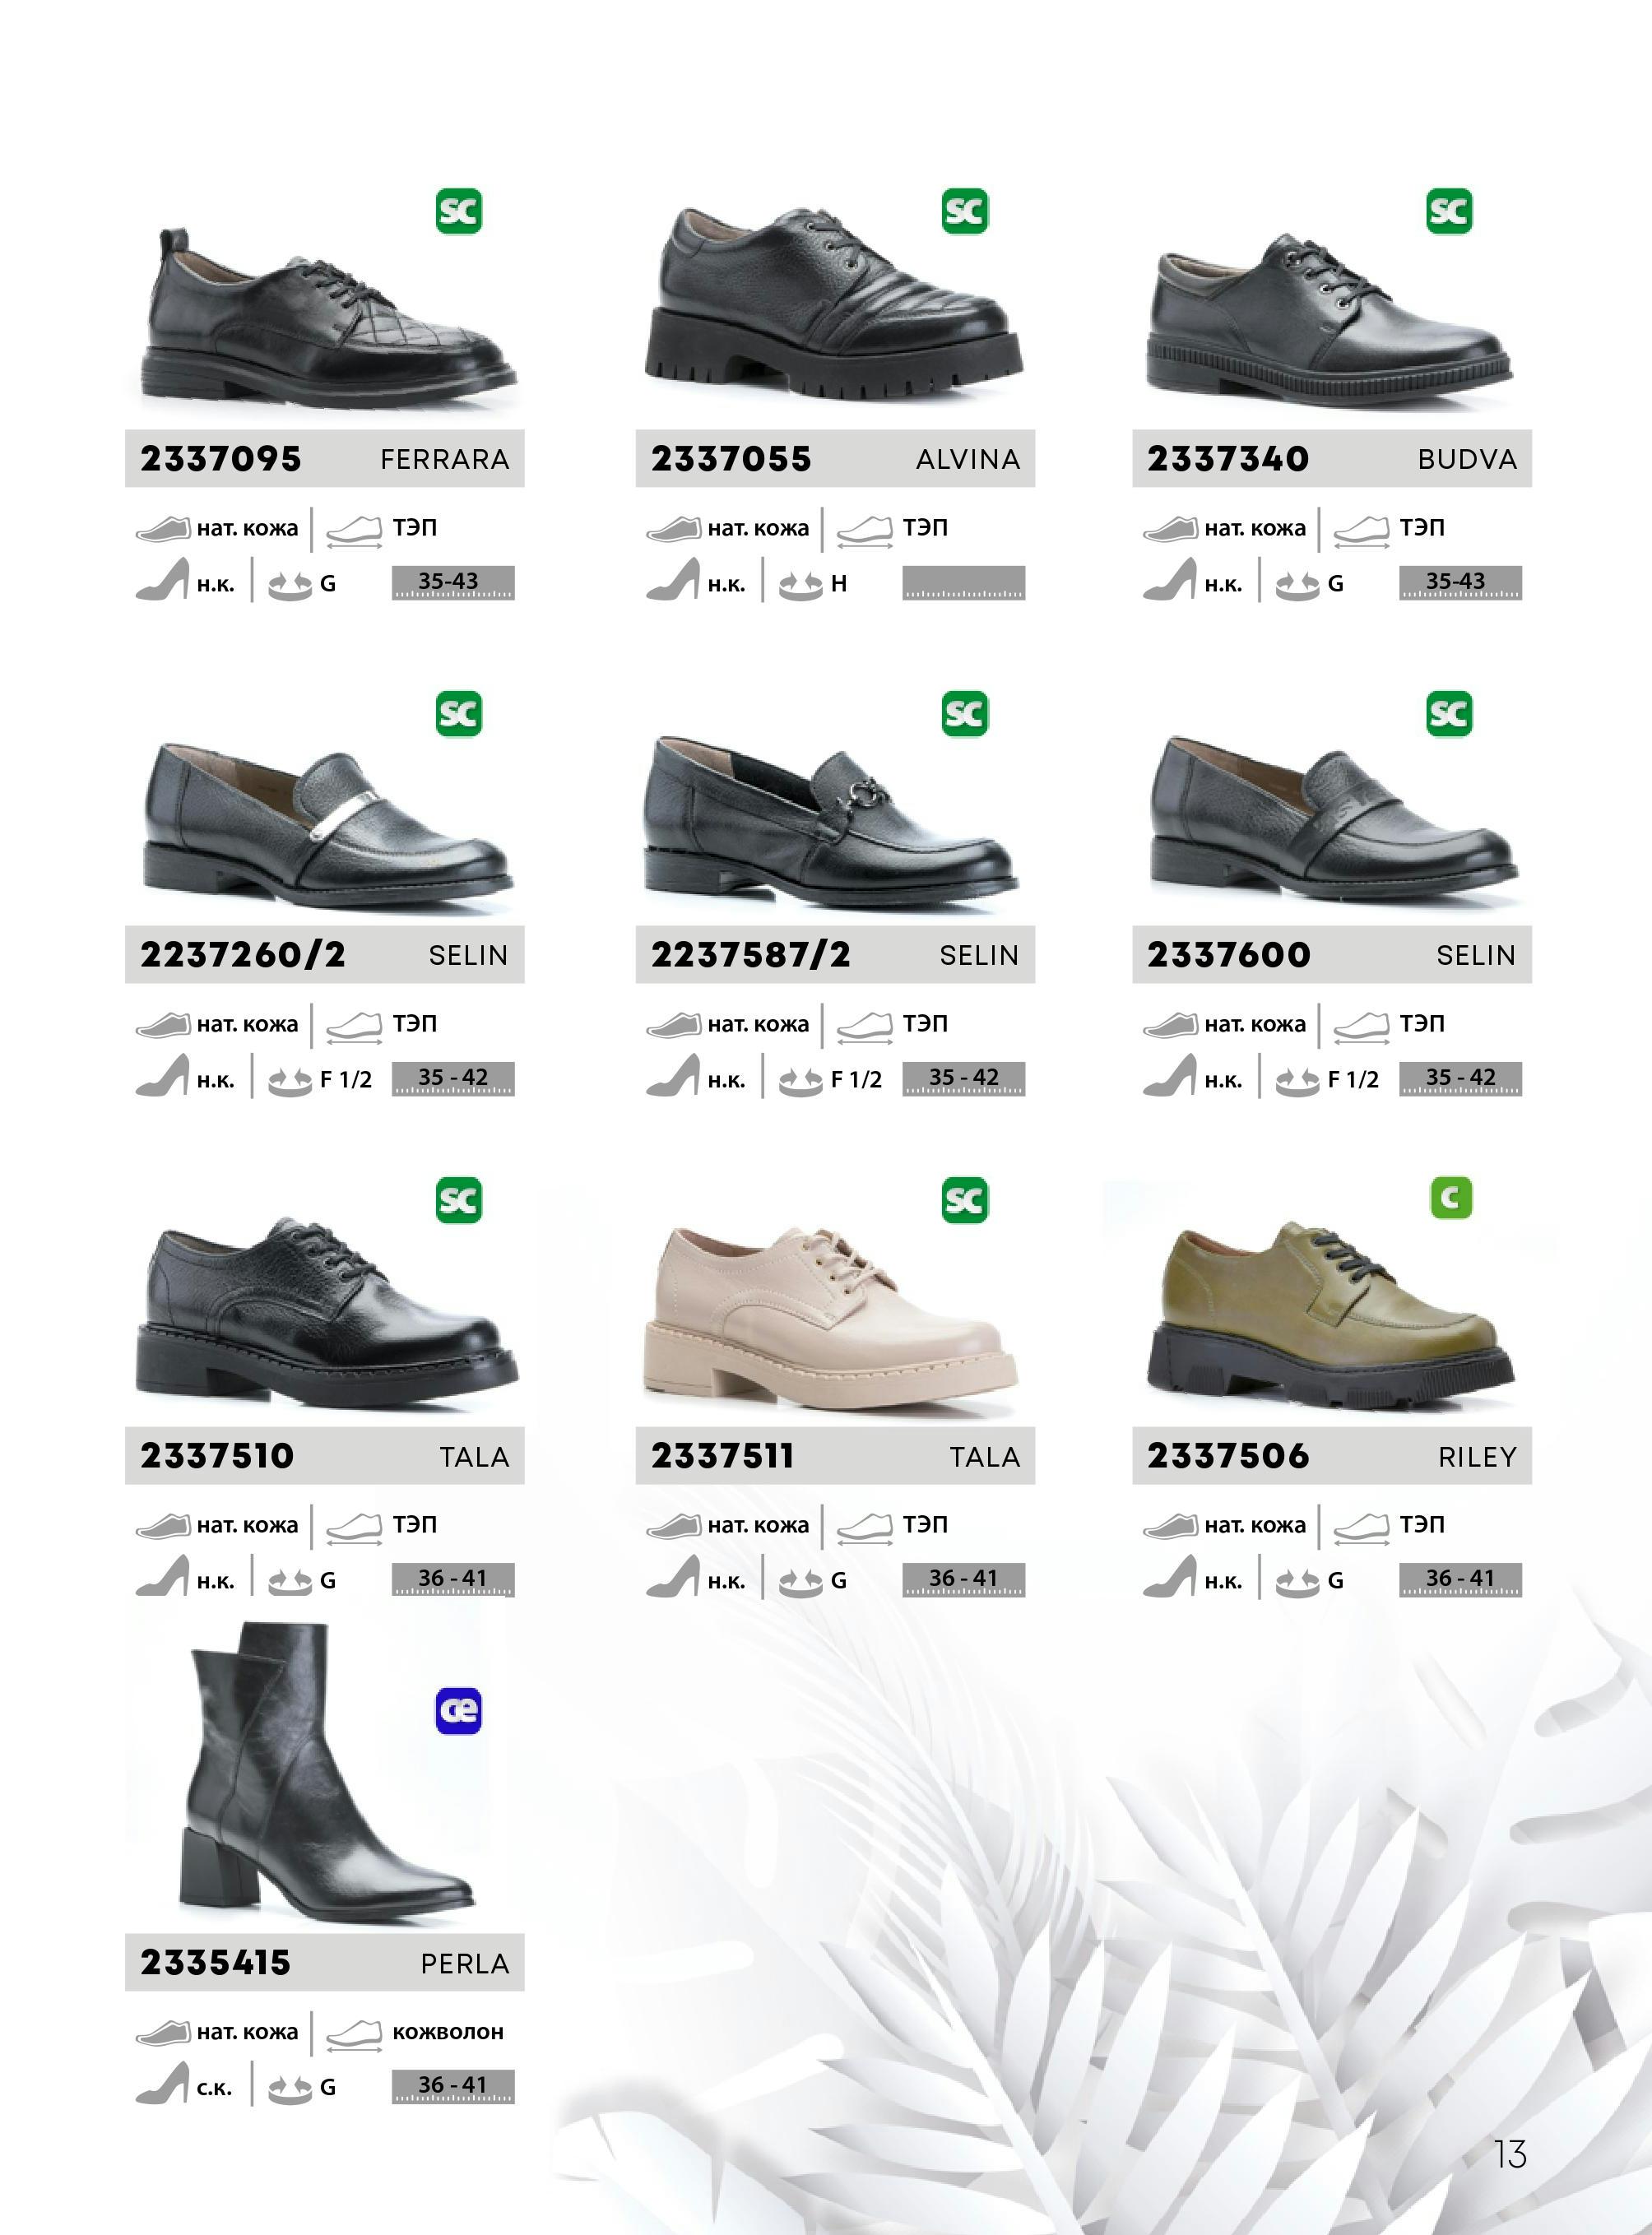 SC SC SC
2337095 FERRARA 2337055 ALVINA 2337340 BUDVA
нат. кожа ТЭП нат. кожа ТЭП нат. кожа ТЭП
н.к. G 35-43 н.к. H н.к. G 35-43
SC SC SC
2237260/2 SELIN 2237587/2 SELIN 2337600 SELIN
нат. кожа ТЭП нат. кожа ТЭП нат. кожа ТЭП
н.к. F 1/2 35 - 42 н.к. F 1/2 35 - 42 н.к. F 1/2 35 - 42
SC SC C
2337510 TALA 2337511 TALA 2337506 RILEY
нат. кожа ТЭП нат. кожа ТЭП нат. кожа ТЭП
н.к. G 36 - 41 н.к. G 36 - 41 н.к. G 36 - 41
ce
2335415 PERLA
нат. кожа кожволон
с.к. G 36 - 41
13